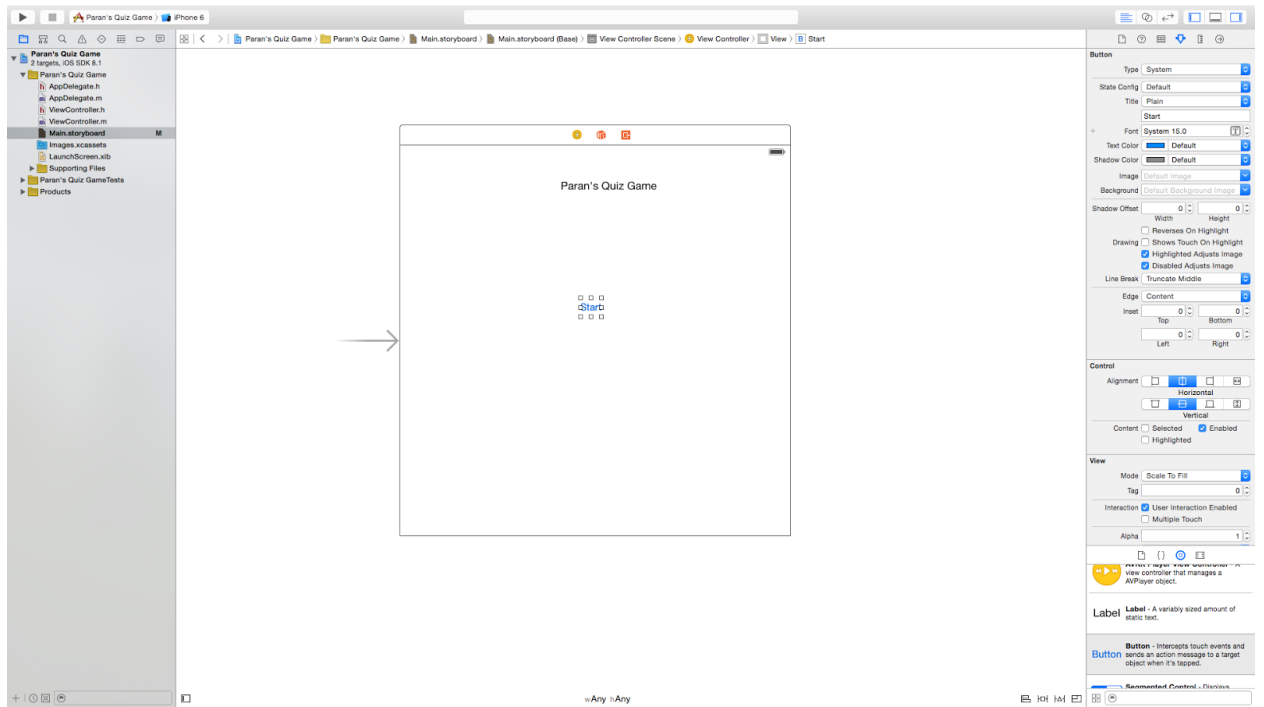 Paran's Quiz Game iPhone 6
Paran's Quiz Game Paran's Quiz Game Main.storyboard Main.storyboard (Base) View Controller Scene View Controller View B Start
Paran's Quiz Game
2 targets, iOS SDK 8.1
Paran's Quiz Game
h AppDelegate.h
m AppDelegate.m
h ViewController.h
m ViewController.m
Main.storyboard M
Images.xcassets
LaunchScreen.xib
Supporting Files
Paran's Quiz GameTests
Products
Paran's Quiz Game
Start
wAny hAny
Button
Type System
State Config Default
Title Plain
Start
+ Font System 15.0 T
Text Color Default
Shadow Color Default
Image Default Image
Background Default Background Image
Shadow Offset 0 0
Width Height
Reverses On Highlight
Drawing Shows Touch On Highlight
Highlighted Adjusts Image
Disabled Adjusts Image
Line Break Truncate Middle
Edge Content
Inset 0 0
Top Bottom
0 0
Left Right
Control
Alignment
Horizontal
Vertical
Content Selected Enabled
Highlighted
View
Mode Scale To Fill
Tag 0
Interaction User Interaction Enabled
Multiple Touch
Alpha 1
AVKit Player View Controller - A
view controller that manages a
AVPlayer object.
Label Label - A variably sized amount of
static text.
Button Button - Intercepts touch events and
sends an action message to a target
object when it's tapped.
Segmented Control - Displays